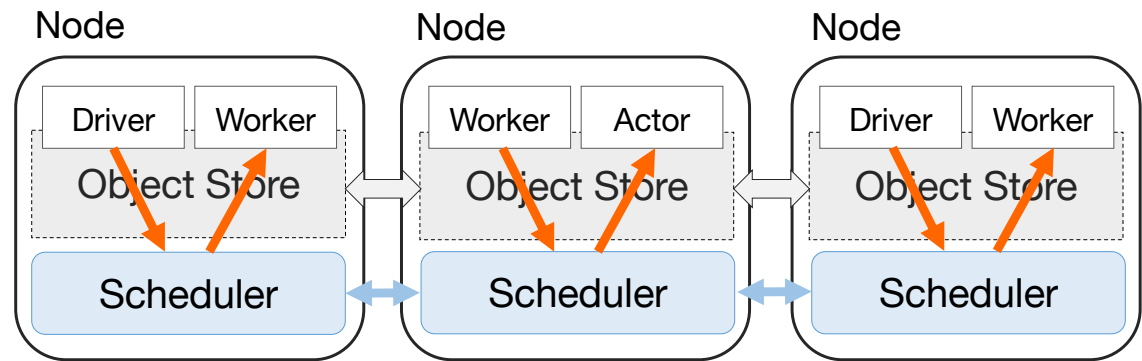 Node
Node
Node
Driver
Worker
Worker
Actor
Driver
Worker
Object Store
Object Store
Object Store
Scheduler
Scheduler
Scheduler